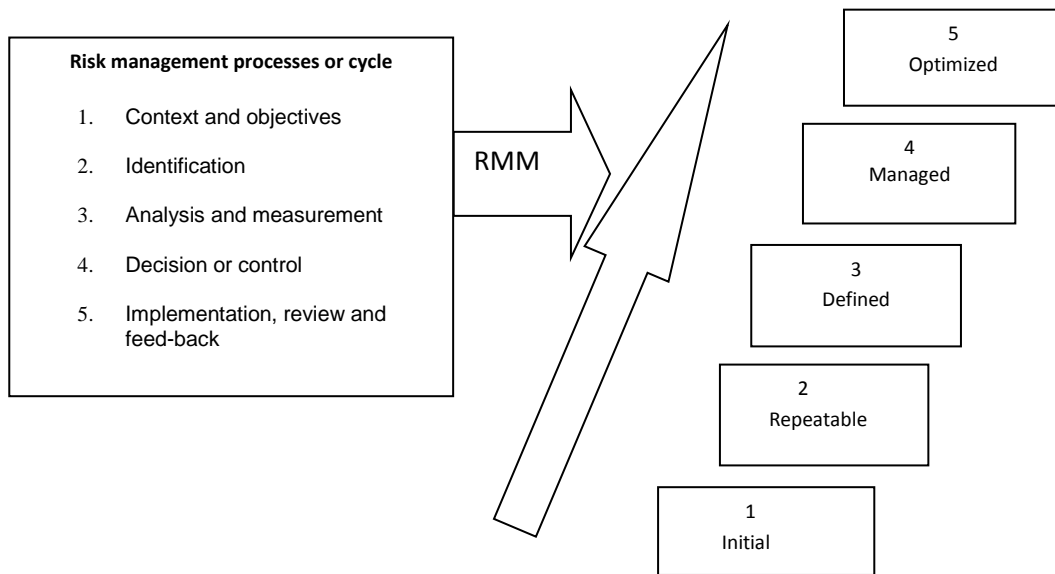 Risk management processes or cycle
1. Context and objectives
2. Identification
3. Analysis and measurement
4. Decision or control
5. Implementation, review and
feed-back
RMM
5
Optimized
4
Managed
3
Defined
2
Repeatable
1
Initial